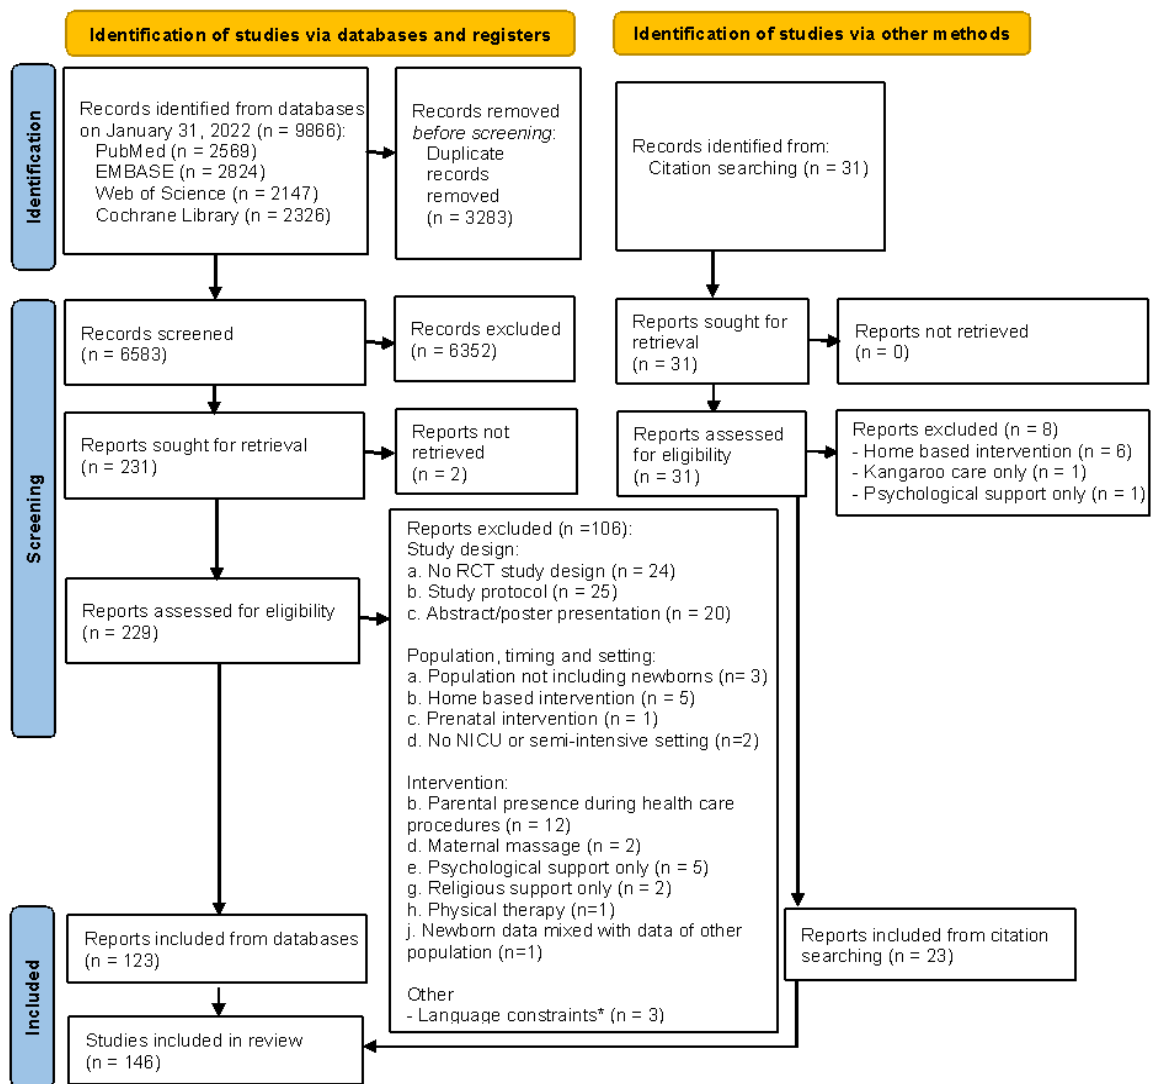 Identification of studies via databases and registers
Identification of studies via other methods
Identification
Records identified from databases
on January 31, 2022 (n = 9866):
PubMed (n = 2569)
EMBASE (n = 2824)
Web of Science (n = 2147)
Cochrane Library (n = 2326)
Records removed
before screening:
Duplicate
records
removed
(n = 3283)
Records identified from:
Citation searching (n = 31)
Screening
Records screened
(n = 6583)
Records excluded
(n = 6352)
Reports sought for
retrieval
(n = 31)
Reports not retrieved
(n = 0)
Reports sought for retrieval
(n = 231)
Reports not
retrieved
(n = 2)
Reports assessed
for eligibility
(n = 31)
Reports excluded (n = 8)
- Home based intervention (n = 6)
- Kangaroo care only (n = 1)
- Psychological support only (n = 1)
Reports assessed for eligibility
(n = 229)
Reports excluded (n =106):
Study design:
a. No RCT study design (n = 24)
b. Study protocol (n = 25)
c. Abstract/poster presentation (n = 20)
Population, timing and setting:
a. Population not including newborns (n= 3)
b. Home based intervention (n = 5)
c. Prenatal intervention (n = 1)
d. No NICU or semi-intensive setting (n=2)
Intervention:
b. Parental presence during health care
procedures (n = 12)
d. Maternal massage (n = 2)
e. Psychological support only (n = 5)
g. Religious support only (n = 2)
h. Physical therapy (n=1)
j. Newborn data mixed with data of other
population (n=1)
Other
- Language constraints* (n = 3)
Included
Reports included from databases
(n = 123)
Reports included from citation
searching (n = 23)
Studies included in review
(n = 146)